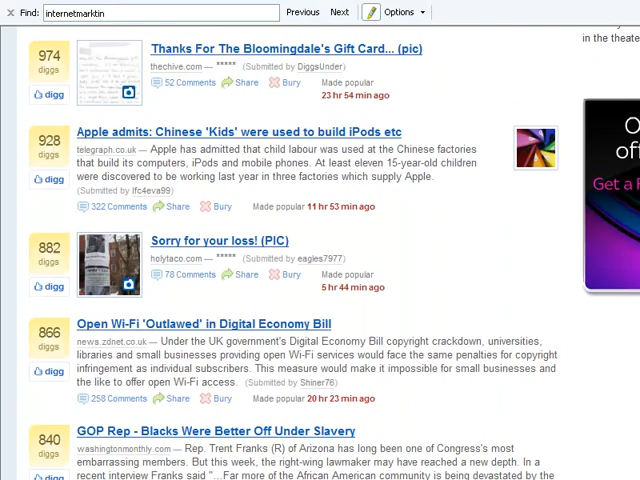 Find: internetmarktin Previous Next Options
974
diggs
digg
Thanks For The Bloomingdale's Gift Card... (pic)
thechive.com — ***** (Submitted by DiggsUnder)
52 Comments Share Bury Made popular
23 hr 54 min ago
in the theate
928
diggs
digg
Apple admits: Chinese 'Kids' were used to build iPods etc
telegraph.co.uk — Apple has admitted that child labour was used at the Chinese factories
that build its computers, iPods and mobile phones. At least eleven 15-year-old children
were discovered to be working last year in three factories which supply Apple.
(Submitted by lfc4eva99)
322 Comments Share Bury Made popular 11 hr 53 min ago
O
off
Get a F
882
diggs
digg
Sorry for your loss! (PIC)
holytaco.com — ***** (Submitted by eagles7977)
78 Comments Share Bury Made popular
5 hr 44 min ago
866
diggs
digg
Open Wi-Fi 'Outlawed' in Digital Economy Bill
news.zdnet.co.uk — Under the UK government's Digital Economy Bill copyright crackdown, universities,
libraries and small businesses providing open Wi-Fi services would face the same penalties for copyright
infringement as individual subscribers. This measure would make it impossible for small businesses and
the like to offer open Wi-Fi access. (Submitted by Shiner76)
258 Comments Share Bury Made popular 20 hr 23 min ago
840
diggs
digg
GOP Rep - Blacks Were Better Off Under Slavery
washingtonmonthly.com — Rep. Trent Franks (R) of Arizona has long been one of Congress's most
embarrassing members. But this week, the right-wing lawmaker may have reached a new depth. In a
recent interview Franks said "...Far more of the African American community is being devastated by the